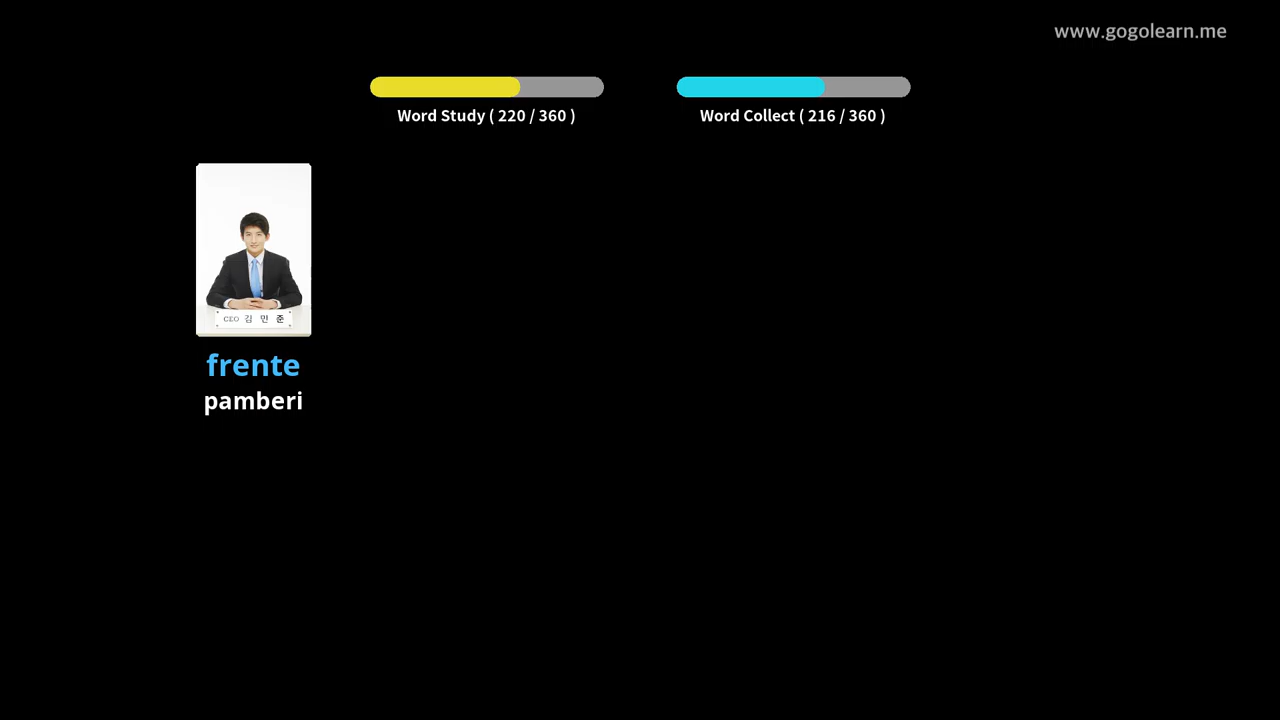 www.gogolearn.me
Word Study ( 220 / 360 )
Word Collect ( 216 / 360 )
CEO 김 민 준
frente
pamberi